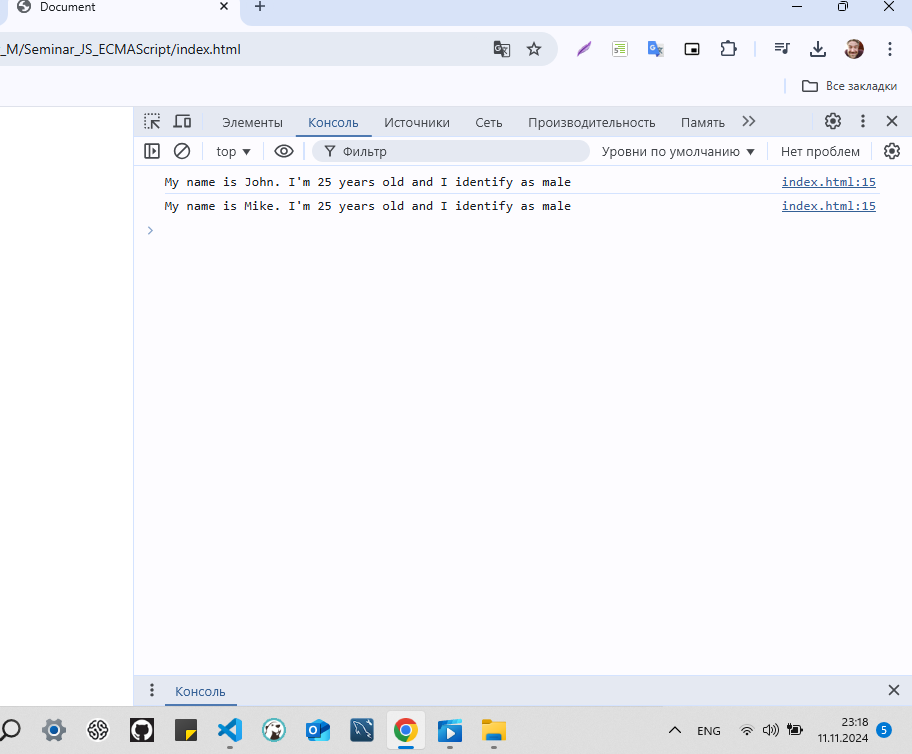 Document
_M/Seminar_JS_ECMAScript/index.html
Все закладки
Элементы Консоль Источники Сеть Производительность Память
top Фильтр Уровни по умолчанию Нет проблем
My name is John. I'm 25 years old and I identify as male index.html:15
My name is Mike. I'm 25 years old and I identify as male index.html:15
Консоль
ENG 23:18
11.11.2024 5